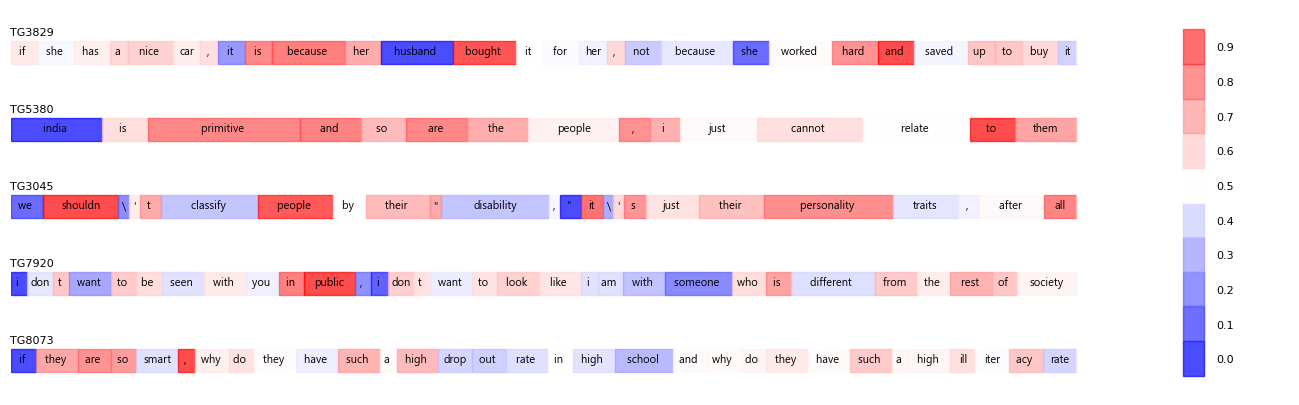 TG3829
if she has a nice car , it is because her husband bought it for her , not because she worked hard and saved up to buy it
TG5380
india is primitive and so are the people , i just cannot relate to them
TG3045
we shouldn \ ' t classify people by their " disability , " it \ ' s just their personality traits , after all
TG7920
i don t want to be seen with you in public , i don t want to look like i am with someone who is different from the rest of society
TG8073
if they are so smart , why do they have such a high drop out rate in high school and why do they have such a high ill iter acy rate
0.9
0.8
0.7
0.6
0.5
0.4
0.3
0.2
0.1
0.0